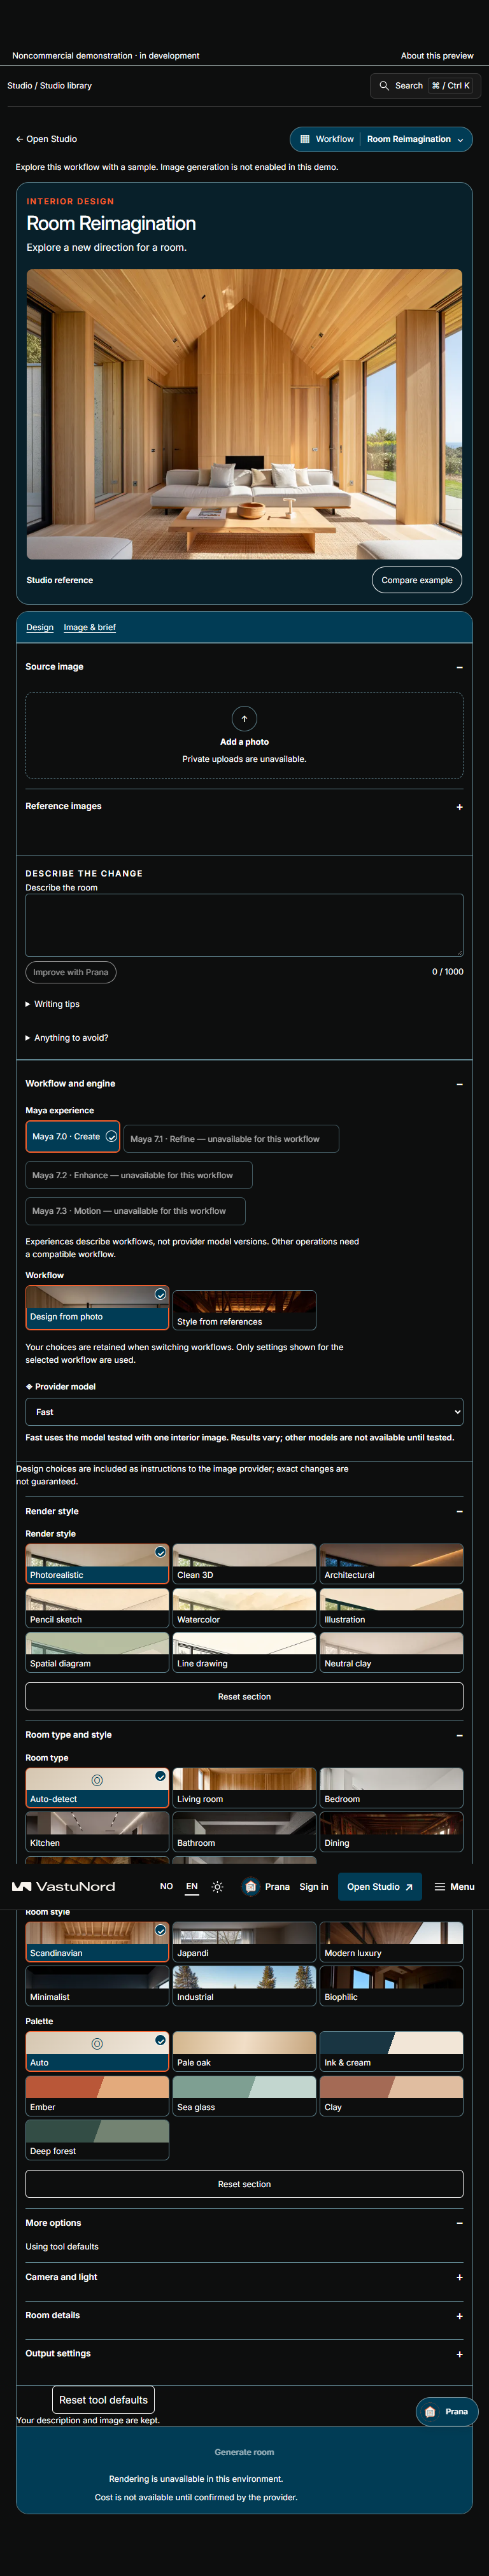 Noncommercial demonstration · in development
About this preview
Studio / Studio library
Search ⌘ / Ctrl K
← Open Studio
Workflow Room Reimagination
Explore this workflow with a sample. Image generation is not enabled in this demo.
INTERIOR DESIGN
Room Reimagination
Explore a new direction for a room.
Studio reference
Compare example
Design Image & brief
Source image
Add a photo
Private uploads are unavailable.
Reference images
DESCRIBE THE CHANGE
Describe the room
Improve with Prana
0 / 1000
Writing tips
Anything to avoid?
Workflow and engine
Maya experience
Maya 7.0 · Create
Maya 7.1 · Refine — unavailable for this workflow
Maya 7.2 · Enhance — unavailable for this workflow
Maya 7.3 · Motion — unavailable for this workflow
Experiences describe workflows, not provider model versions. Other operations need
a compatible workflow.
Workflow
Design from photo
Style from references
Your choices are retained when switching workflows. Only settings shown for the
selected workflow are used.
❖ Provider model
Fast
Fast uses the model tested with one interior image. Results vary; other models are not available until tested.
Design choices are included as instructions to the image provider; exact changes are
not guaranteed.
Render style
Render style
Photorealistic
Clean 3D
Architectural
Pencil sketch
Watercolor
Illustration
Spatial diagram
Line drawing
Neutral clay
Reset section
Room type and style
Room type
Auto-detect
Living room
Bedroom
Kitchen
Bathroom
Dining
VastuNord
NO EN
Prana
Sign in
Open Studio
Menu
Room style
Scandinavian
Japandi
Modern luxury
Minimalist
Industrial
Biophilic
Palette
Auto
Pale oak
Ink & cream
Ember
Sea glass
Clay
Deep forest
Reset section
More options
Using tool defaults
Camera and light
Room details
Output settings
Reset tool defaults
Prana
Your description and image are kept.
Generate room
Rendering is unavailable in this environment.
Cost is not available until confirmed by the provider.